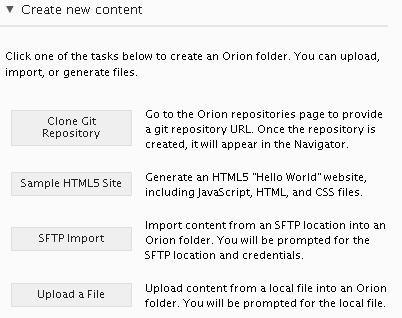 Create new content
Click one of the tasks below to create an Orion folder. You can upload,
import, or generate files.
Clone Git
Repository
Go to the Orion repositories page to provide
a git repository URL. Once the repository is
created, it will appear in the Navigator.
Sample HTML5 Site
Generate an HTML5 "Hello World" website,
including JavaScript, HTML, and CSS files.
SFTP Import
Import content from an SFTP location into an
Orion folder. You will be prompted for the
SFTP location and credentials.
Upload a File
Upload content from a local file into an Orion
folder. You will be prompted for the local file.